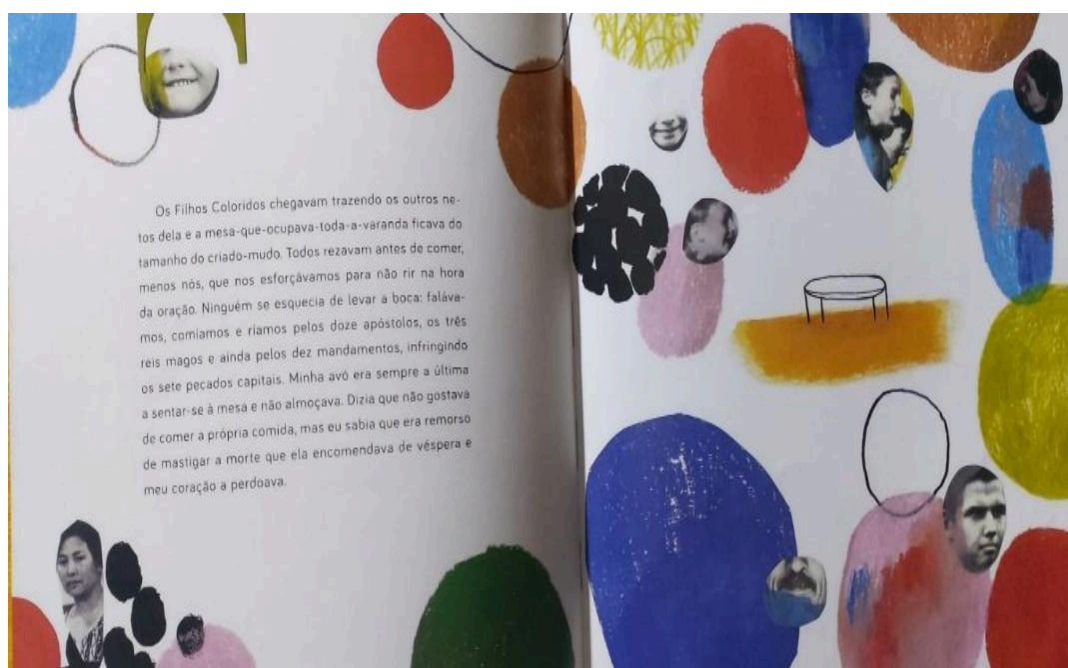 Os Filhos Coloridos chegavam trazendo os outros ne-
tos dela e a mesa-que-ocupava-toda-a-varanda ficava do
tamanho do criado-mudo. Todos rezavam antes de comer,
menos nós, que nos esforçávamos para não rir na hora
da oração. Ninguém se esquecia de levar a boca: faláva-
mos, comíamos e ríamos pelos doze apóstolos, os três
reis magos e ainda pelos dez mandamentos, infringindo
os sete pecados capitais. Minha avó era sempre a última
a sentar-se à mesa e não almoçava. Dizia que não gostava
de comer a própria comida, mas eu sabia que era remorso
de mastigar a morte que ela encomendava de véspera e
meu coração a perdoava.